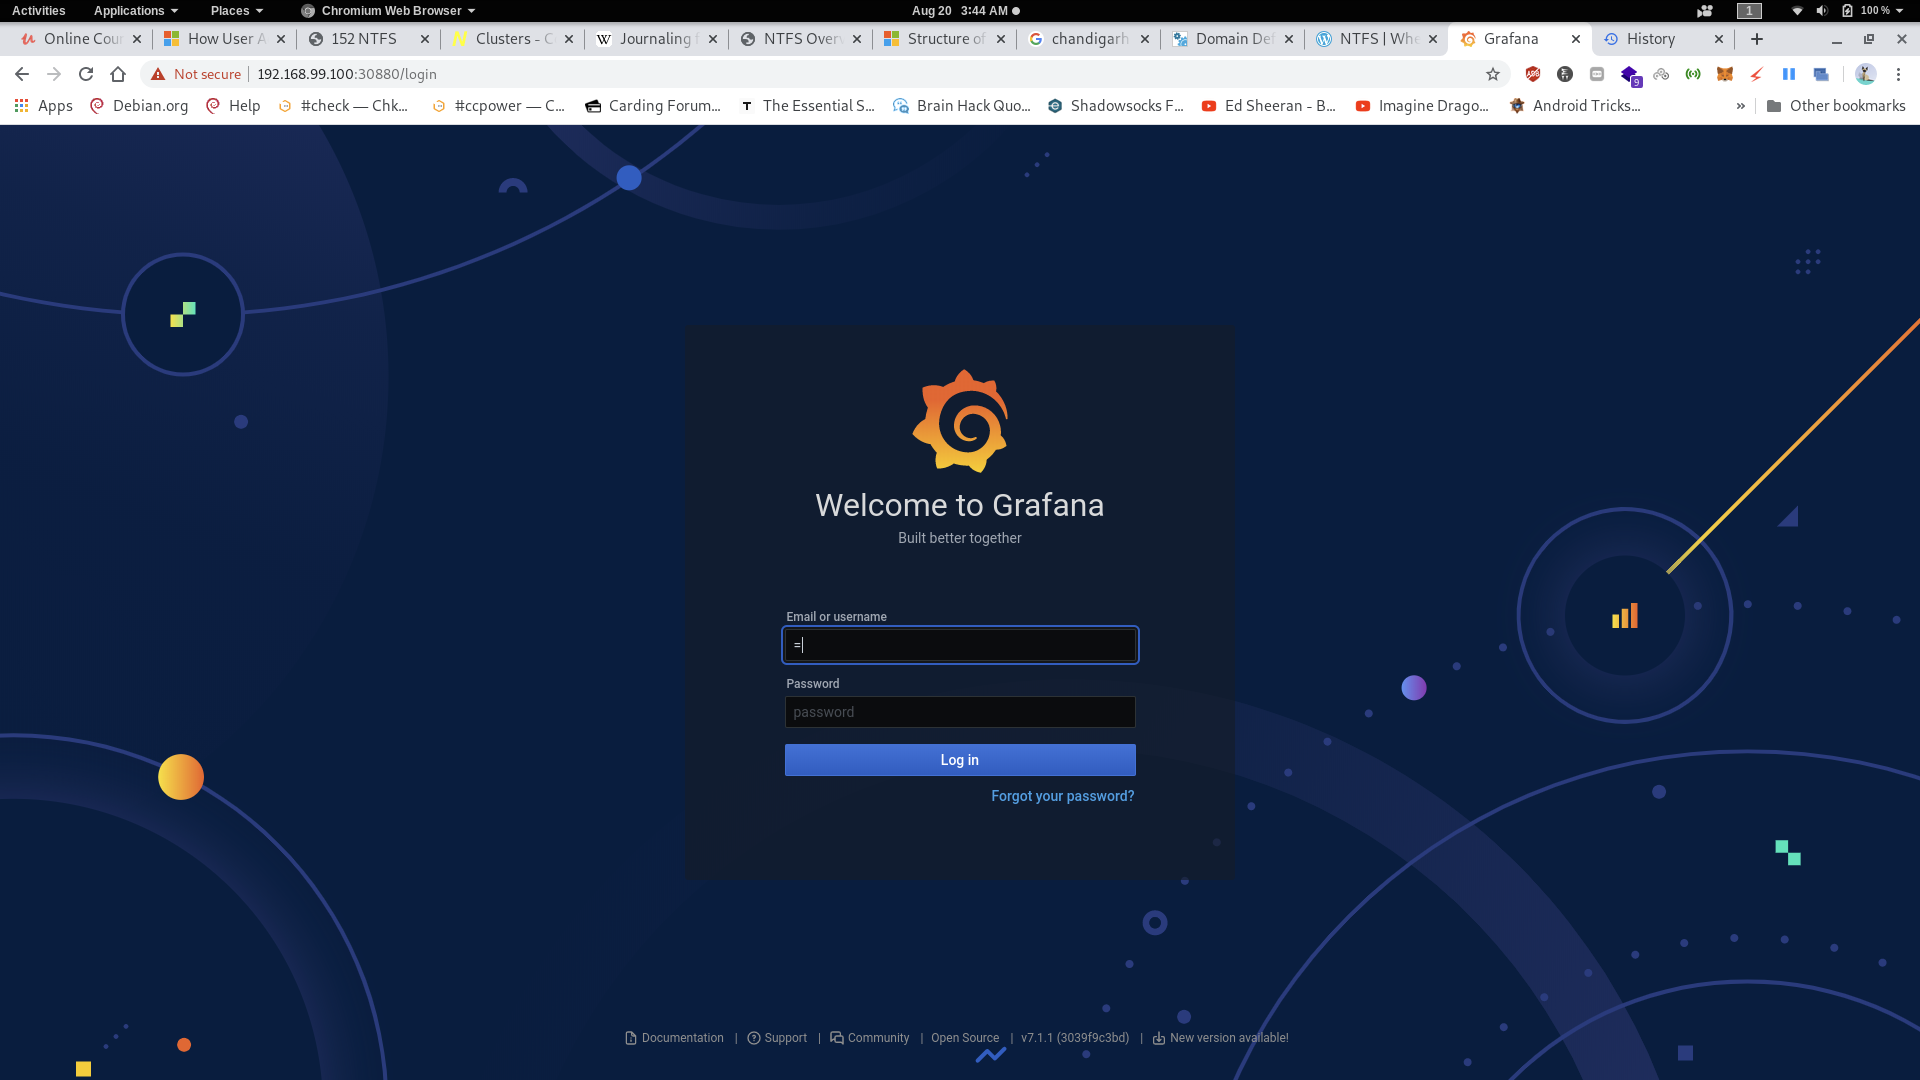 Activities Applications Places Chromium Web Browser Aug 20 3:44 AM 1 100 %
Online Cour How User A 152 NTFS Clusters - C Journaling f NTFS Over Structure of chandigarh Domain Def NTFS | Whe Grafana History
Not secure 192.168.99.100:30880/login 9
Apps Debian.org Help #check — Chk... #ccpower — C... Carding Forum... The Essential S... Brain Hack Quo... Shadowsocks F... Ed Sheeran - B... Imagine Drago... Android Tricks... » Other bookmarks
Welcome to Grafana
Built better together
Email or username
=
Password
password
Log in
Forgot your password?
Documentation | Support | Community | Open Source | v7.1.1 (3039f9c3bd) | New version available!